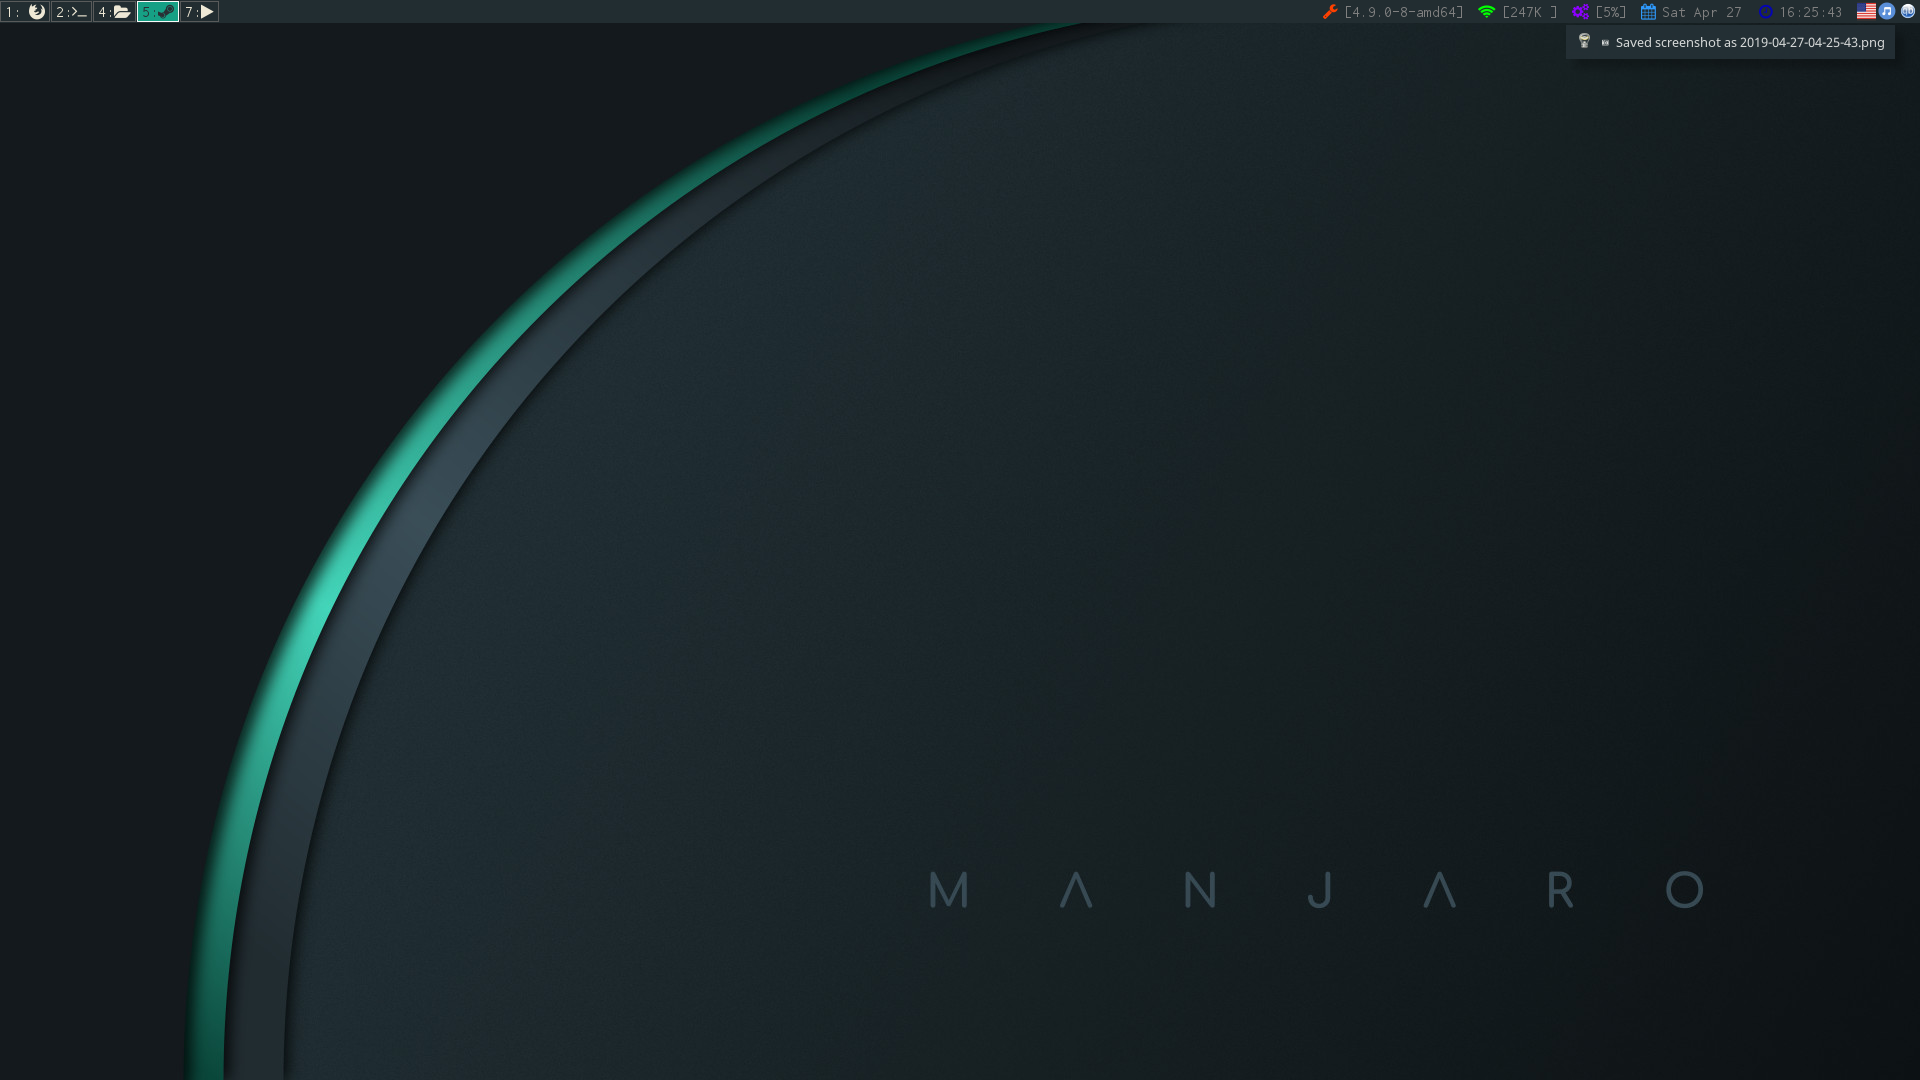 1: 2: 4: 5: 7: [4.9.0-8-amd64] [247K ] [5%] Sat Apr 27 16:25:43
Saved screenshot as 2019-04-27-04-25-43.png
MANJARO